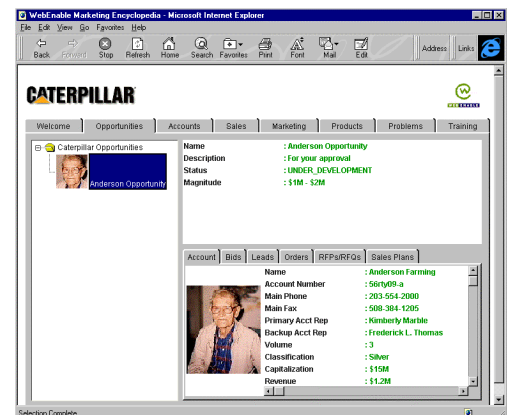 WebEnable Marketing Encyclopedia - Microsoft Internet Explorer
File Edit View Go Favorites Help
Back Forward Stop Refresh Home Search Favorites Print Font Mail Edit Address Links
CATERPILLAR
WEB ENABLE
Welcome Opportunities Accounts Sales Marketing Products Problems Training
Caterpillar Opportunities
Anderson Opportunity
Name : Anderson Opportunity
Description : For your approval
Status : UNDER_DEVELOPMENT
Magnitude : $1M - $2M
Account Bids Leads Orders RFPs/RFQs Sales Plans
Name : Anderson Farming
Account Number : 56rty09-a
Main Phone : 203-554-2000
Main Fax : 508-384-1205
Primary Acct Rep : Kimberly Marble
Backup Acct Rep : Frederick L. Thomas
Volume : 3
Classification : Silver
Capitalization : $15M
Revenue : $1.2M
Selection Complete